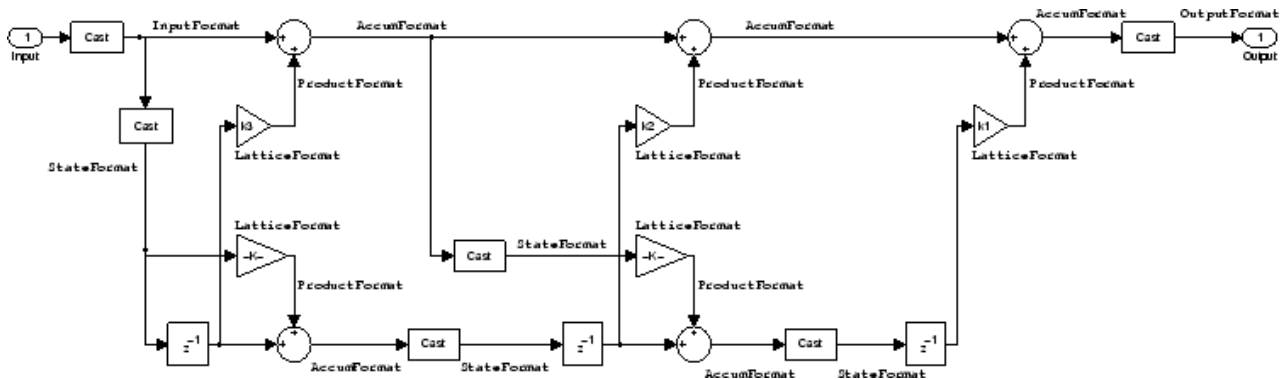 InputFormat
AccumFormat
AccumFormat
AccumFormat
OutputFormat
1
Input
Cast
+
+
+
+
+
+
Cast
1
Output
ProductFormat
ProductFormat
ProductFormat
Cast
k3
k2
k1
LatticeFormat
LatticeFormat
LatticeFormat
StateFormat
LatticeFormat
LatticeFormat
-K-
Cast
StateFormat
-K-
ProductFormat
ProductFormat
z-1
+
+
Cast
z-1
+
+
Cast
z-1
AccumFormat
StateFormat
AccumFormat
StateFormat